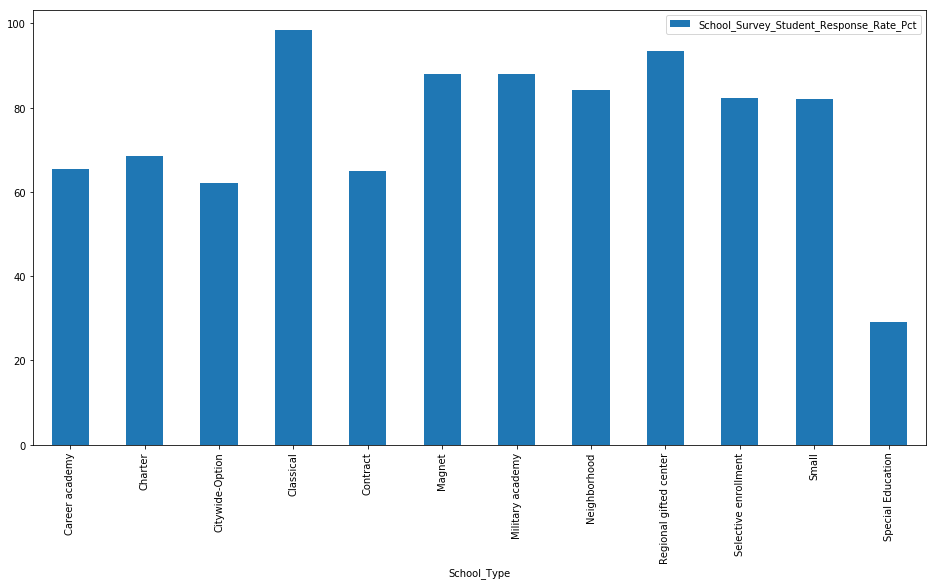 School_Survey_Student_Response_Rate_Pct
100
80
60
40
20
0
Career academy
Charter
Citywide-Option
Classical
Contract
Magnet
Military academy
Neighborhood
Regional gifted center
Selective enrollment
Small
Special Education
School_Type